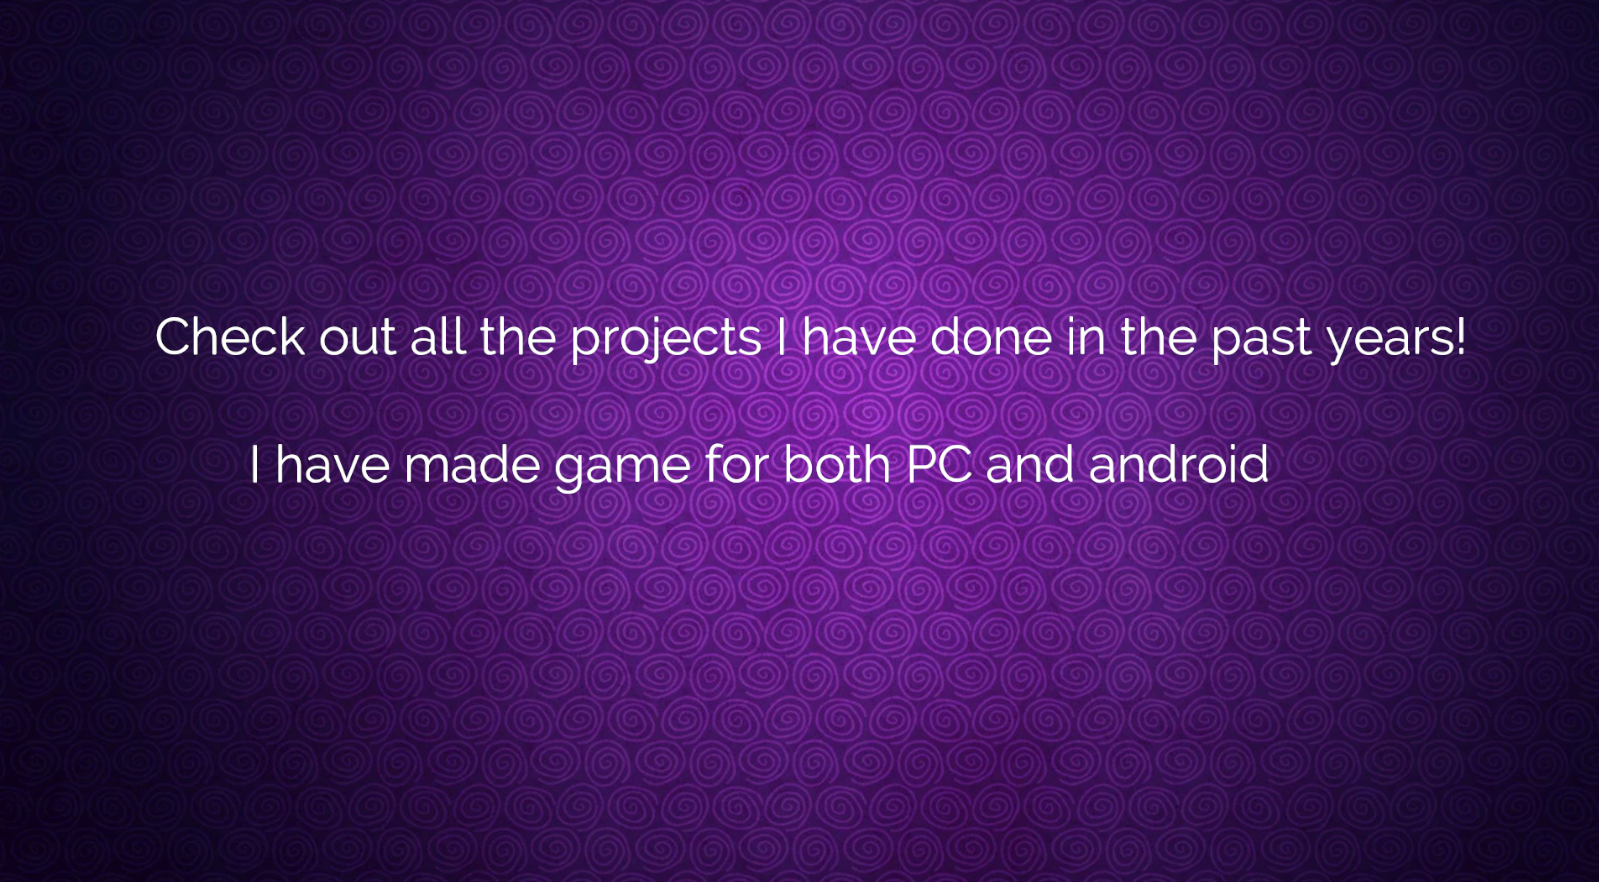 Check out all the projects I have done in the past years!
I have made game for both PC and android